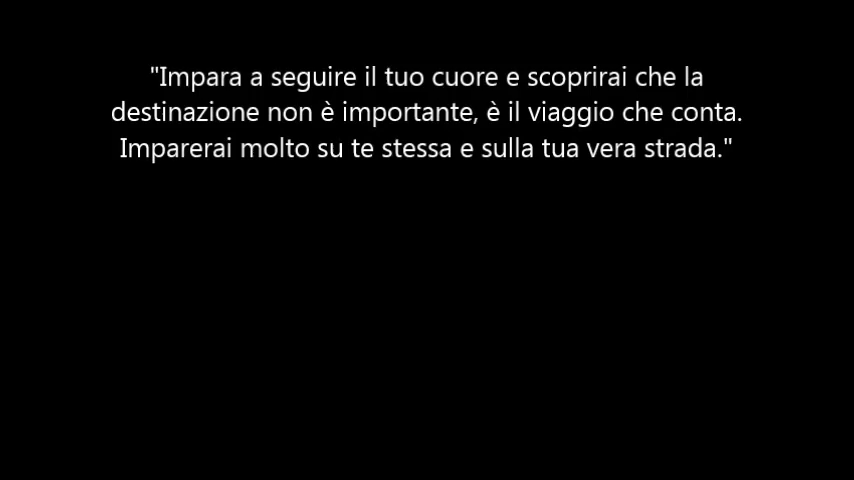 "Impara a seguire il tuo cuore e scoprirai che la
destinazione non è importante, è il viaggio che conta.
Imparerai molto su te stessa e sulla tua vera strada."